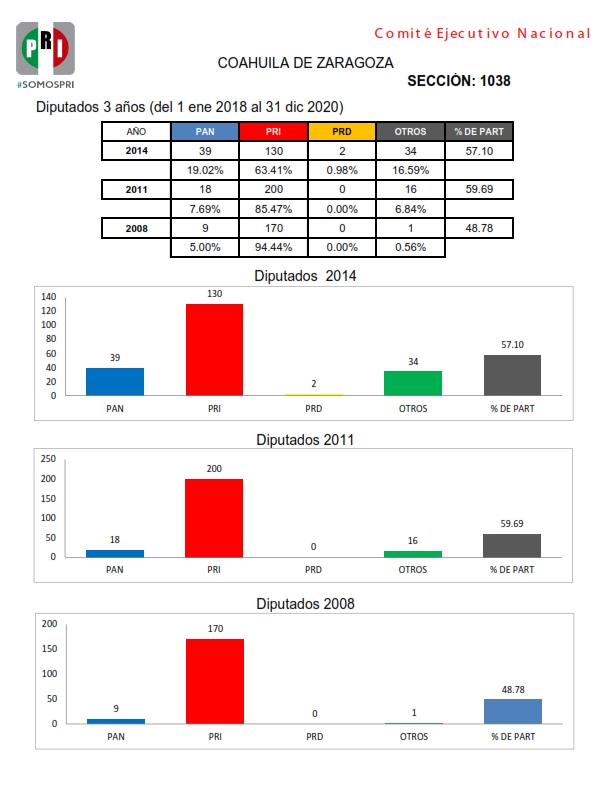 Comité Ejecutivo Nacional
PRI
#SOMOSPRI
COAHUILA DE ZARAGOZA
SECCIÓN: 1038
Diputados 3 años (del 1 ene 2018 al 31 dic 2020)
AÑO PAN PRI PRD OTROS % DE PART
2014 39 130 2 34 57.10
19.02% 63.41% 0.98% 16.59%
2011 18 200 0 16 59.69
7.69% 85.47% 0.00% 6.84%
2008 9 170 0 1 48.78
5.00% 94.44% 0.00% 0.56%
Diputados 2014
140
120
100
80
60
40
20
0
39 130 2 34 57.10
PAN PRI PRD OTROS % DE PART
Diputados 2011
250
200
150
100
50
0
18 200 0 16 59.69
PAN PRI PRD OTROS % DE PART
Diputados 2008
200
150
100
50
0
9 170 0 1 48.78
PAN PRI PRD OTROS % DE PART